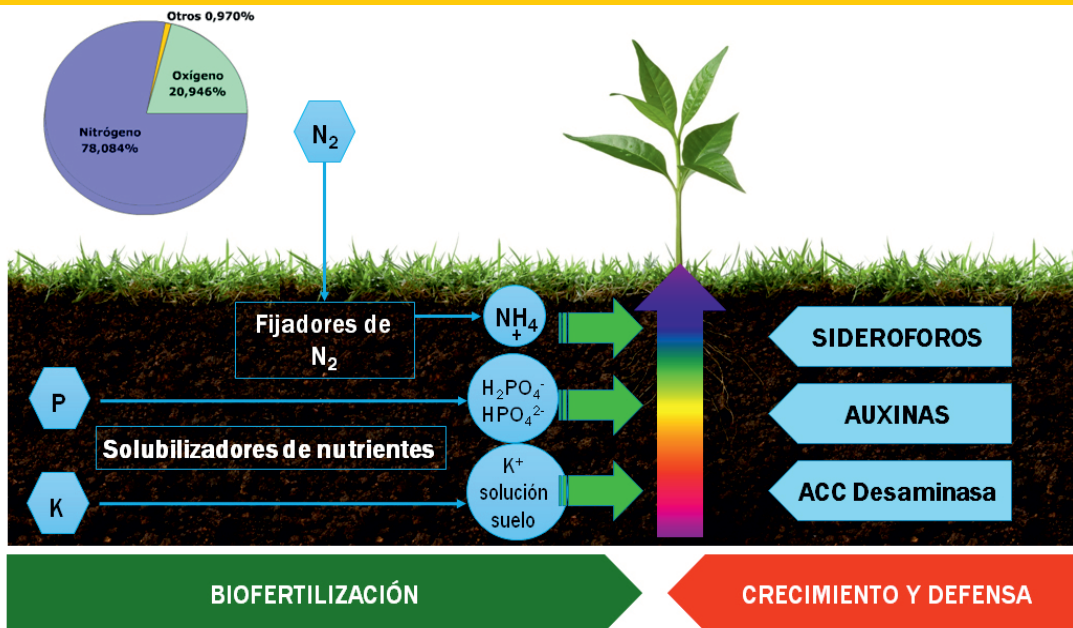 Otros 0,970%
Oxígeno
20,946%
Nitrógeno
78,084%
N₂
Fijadores de
N₂
NH₄
+
SIDEROFOROS
P
H₂PO₄⁻
HPO₄²⁻
AUXINAS
Solubilizadores de nutrientes
K
K⁺
solución
suelo
ACC Desaminasa
BIOFERTILIZACIÓN
CRECIMIENTO Y DEFENSA